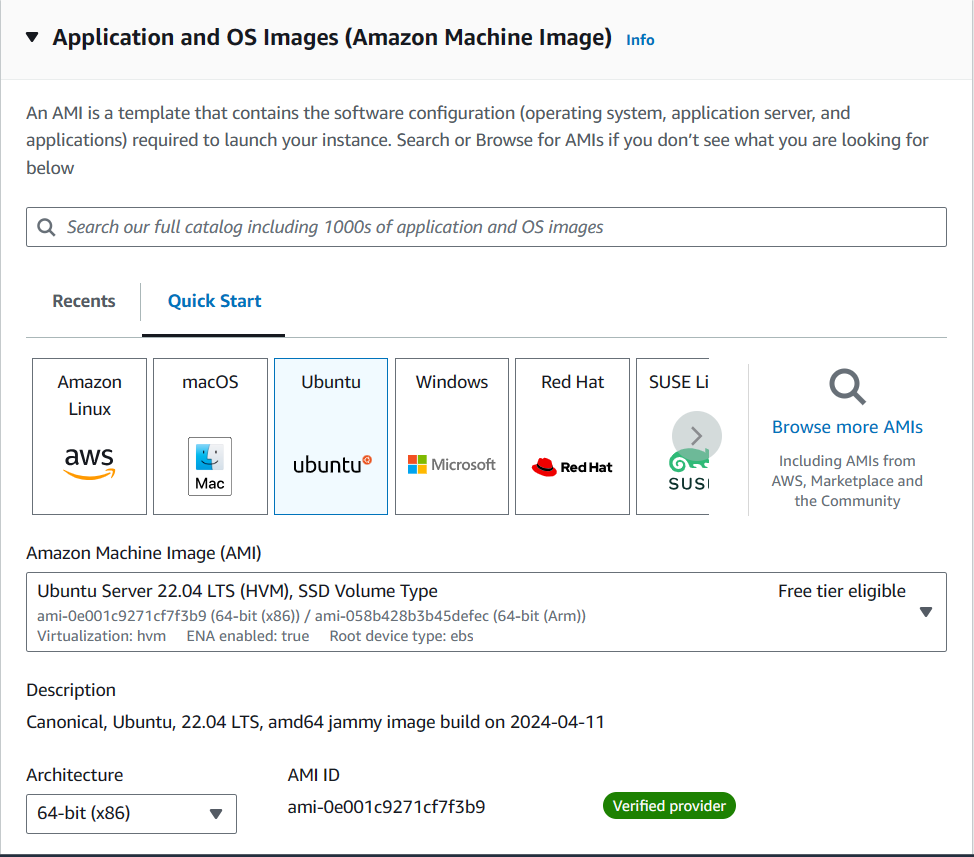 Application and OS Images (Amazon Machine Image) Info
An AMI is a template that contains the software configuration (operating system, application server, and
applications) required to launch your instance. Search or Browse for AMIs if you don’t see what you are looking for
below
Search our full catalog including 1000s of application and OS images
Recents
Quick Start
Amazon
Linux
aws
macOS
Mac
Ubuntu
ubuntu
Windows
Microsoft
Red Hat
Red Hat
SUSE Li
SUS
Browse more AMIs
Including AMIs from
AWS, Marketplace and
the Community
Amazon Machine Image (AMI)
Ubuntu Server 22.04 LTS (HVM), SSD Volume Type
Free tier eligible
ami-0e001c9271cf7f3b9 (64-bit (x86)) / ami-058b428b3b45defec (64-bit (Arm))
Virtualization: hvm ENA enabled: true Root device type: ebs
Description
Canonical, Ubuntu, 22.04 LTS, amd64 jammy image build on 2024-04-11
Architecture
64-bit (x86)
AMI ID
ami-0e001c9271cf7f3b9
Verified provider